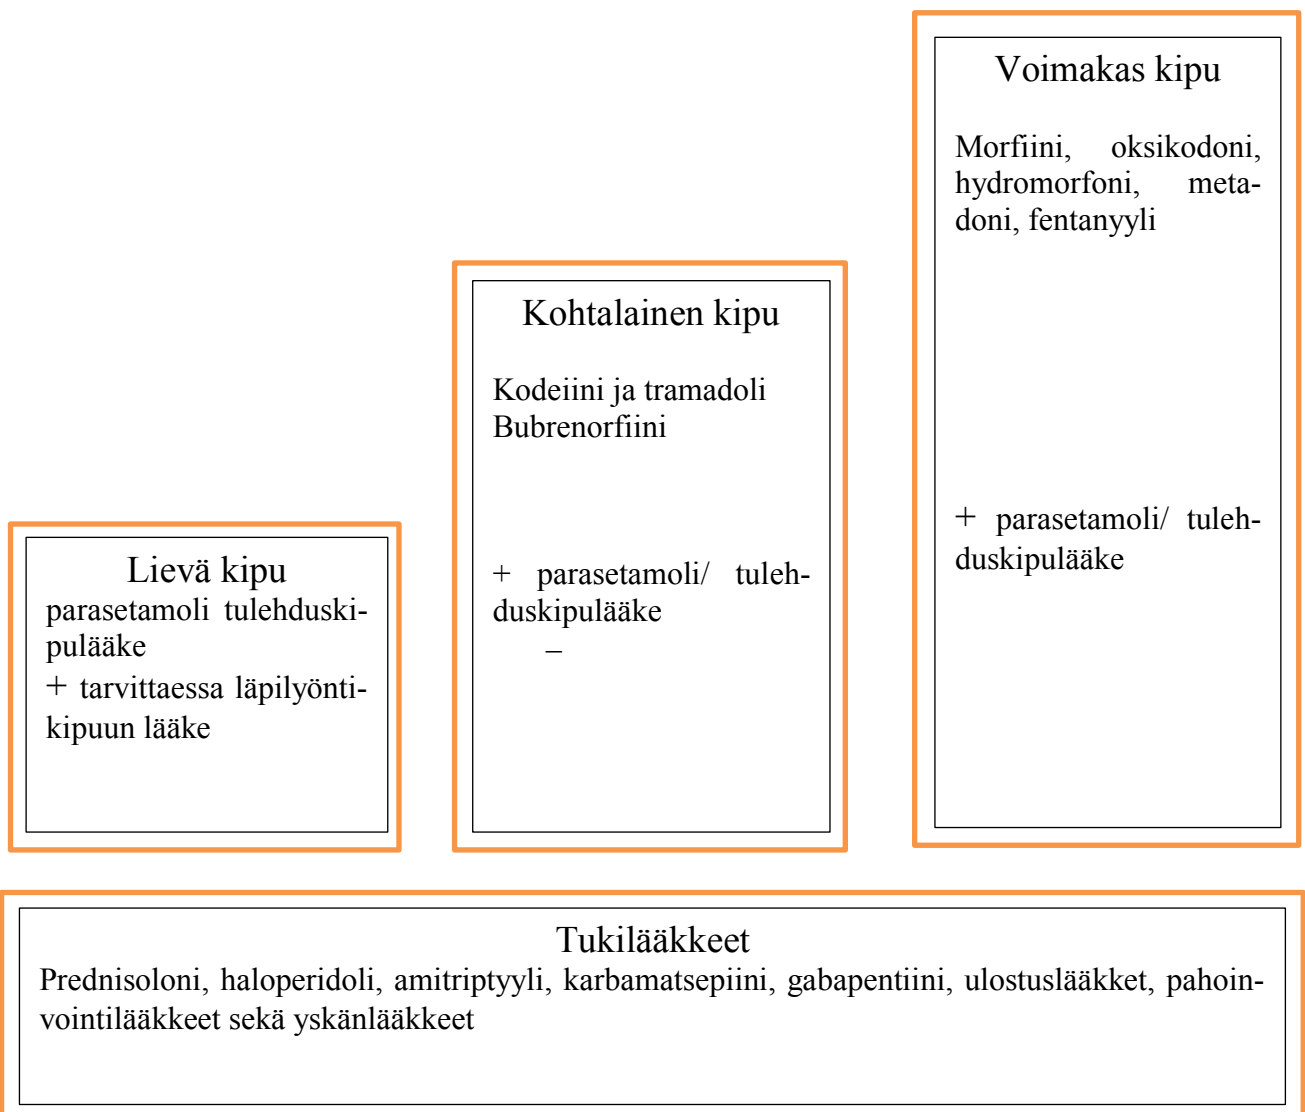 Voimakas kipu
Morfiini, oksikodoni,
hydromorfoni, meta-
doni, fentanyyli
+ parasetamoli/ tuleh-
duskipulääke
Kohtalainen kipu
Kodeiini ja tramadoli
Bubrenorfiini
+ parasetamoli/ tuleh-
duskipulääke
–
Lievä kipu
parasetamoli tulehduski-
pulääke
+ tarvittaessa läpilyönti-
kipuun lääke
Tukilääkkeet
Prednisoloni, haloperidoli, amitriptyyli, karbamatsepiini, gabapentiini, ulostuslääkket, pahoin-
vointilääkkeet sekä yskänlääkkeet